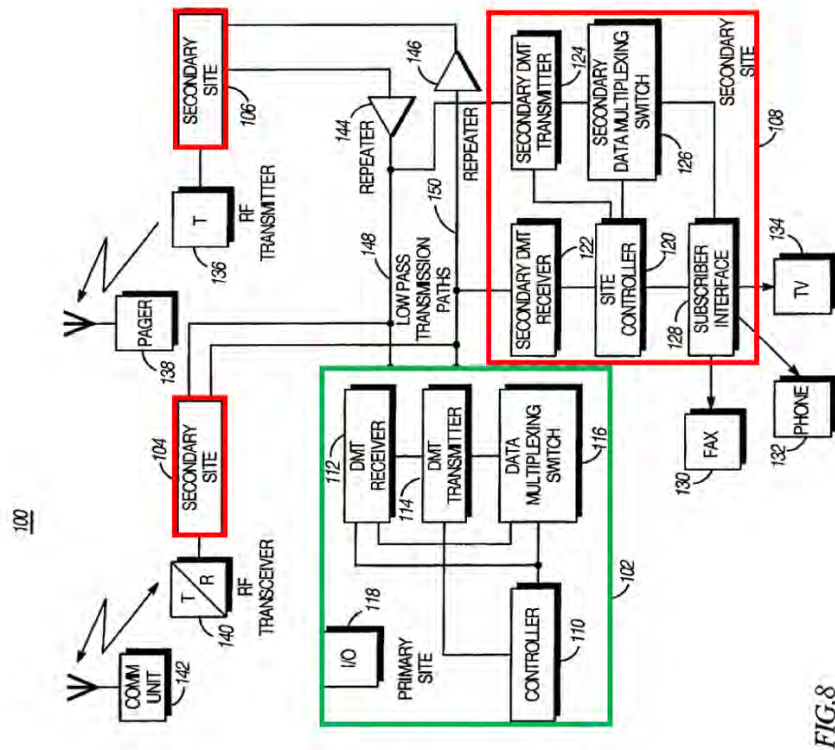 100
COMM
UNIT
142
T
R
140
RF
TRANSCEIVER
SECONDARY
SITE
104
PAGER
138
T
136
RF
TRANSMITTER
SECONDARY
SITE
106
144
REPEATER
146
REPEATER
148
LOW PASS
TRANSMISSION
PATHS
150
I/O
118
PRIMARY
SITE
CONTROLLER
110
DMT
RECEIVER
112
DMT
TRANSMITTER
114
DATA
MULTIPLEXING
SWITCH
116
102
SECONDARY DMT
RECEIVER
122
SECONDARY DMT
TRANSMITTER
124
SITE
CONTROLLER
120
SECONDARY
DATA MULTIPLEXING
SWITCH
126
SUBSCRIBER
INTERFACE
128
SECONDARY
SITE
108
FAX
130
PHONE
132
TV
134
FIG.8